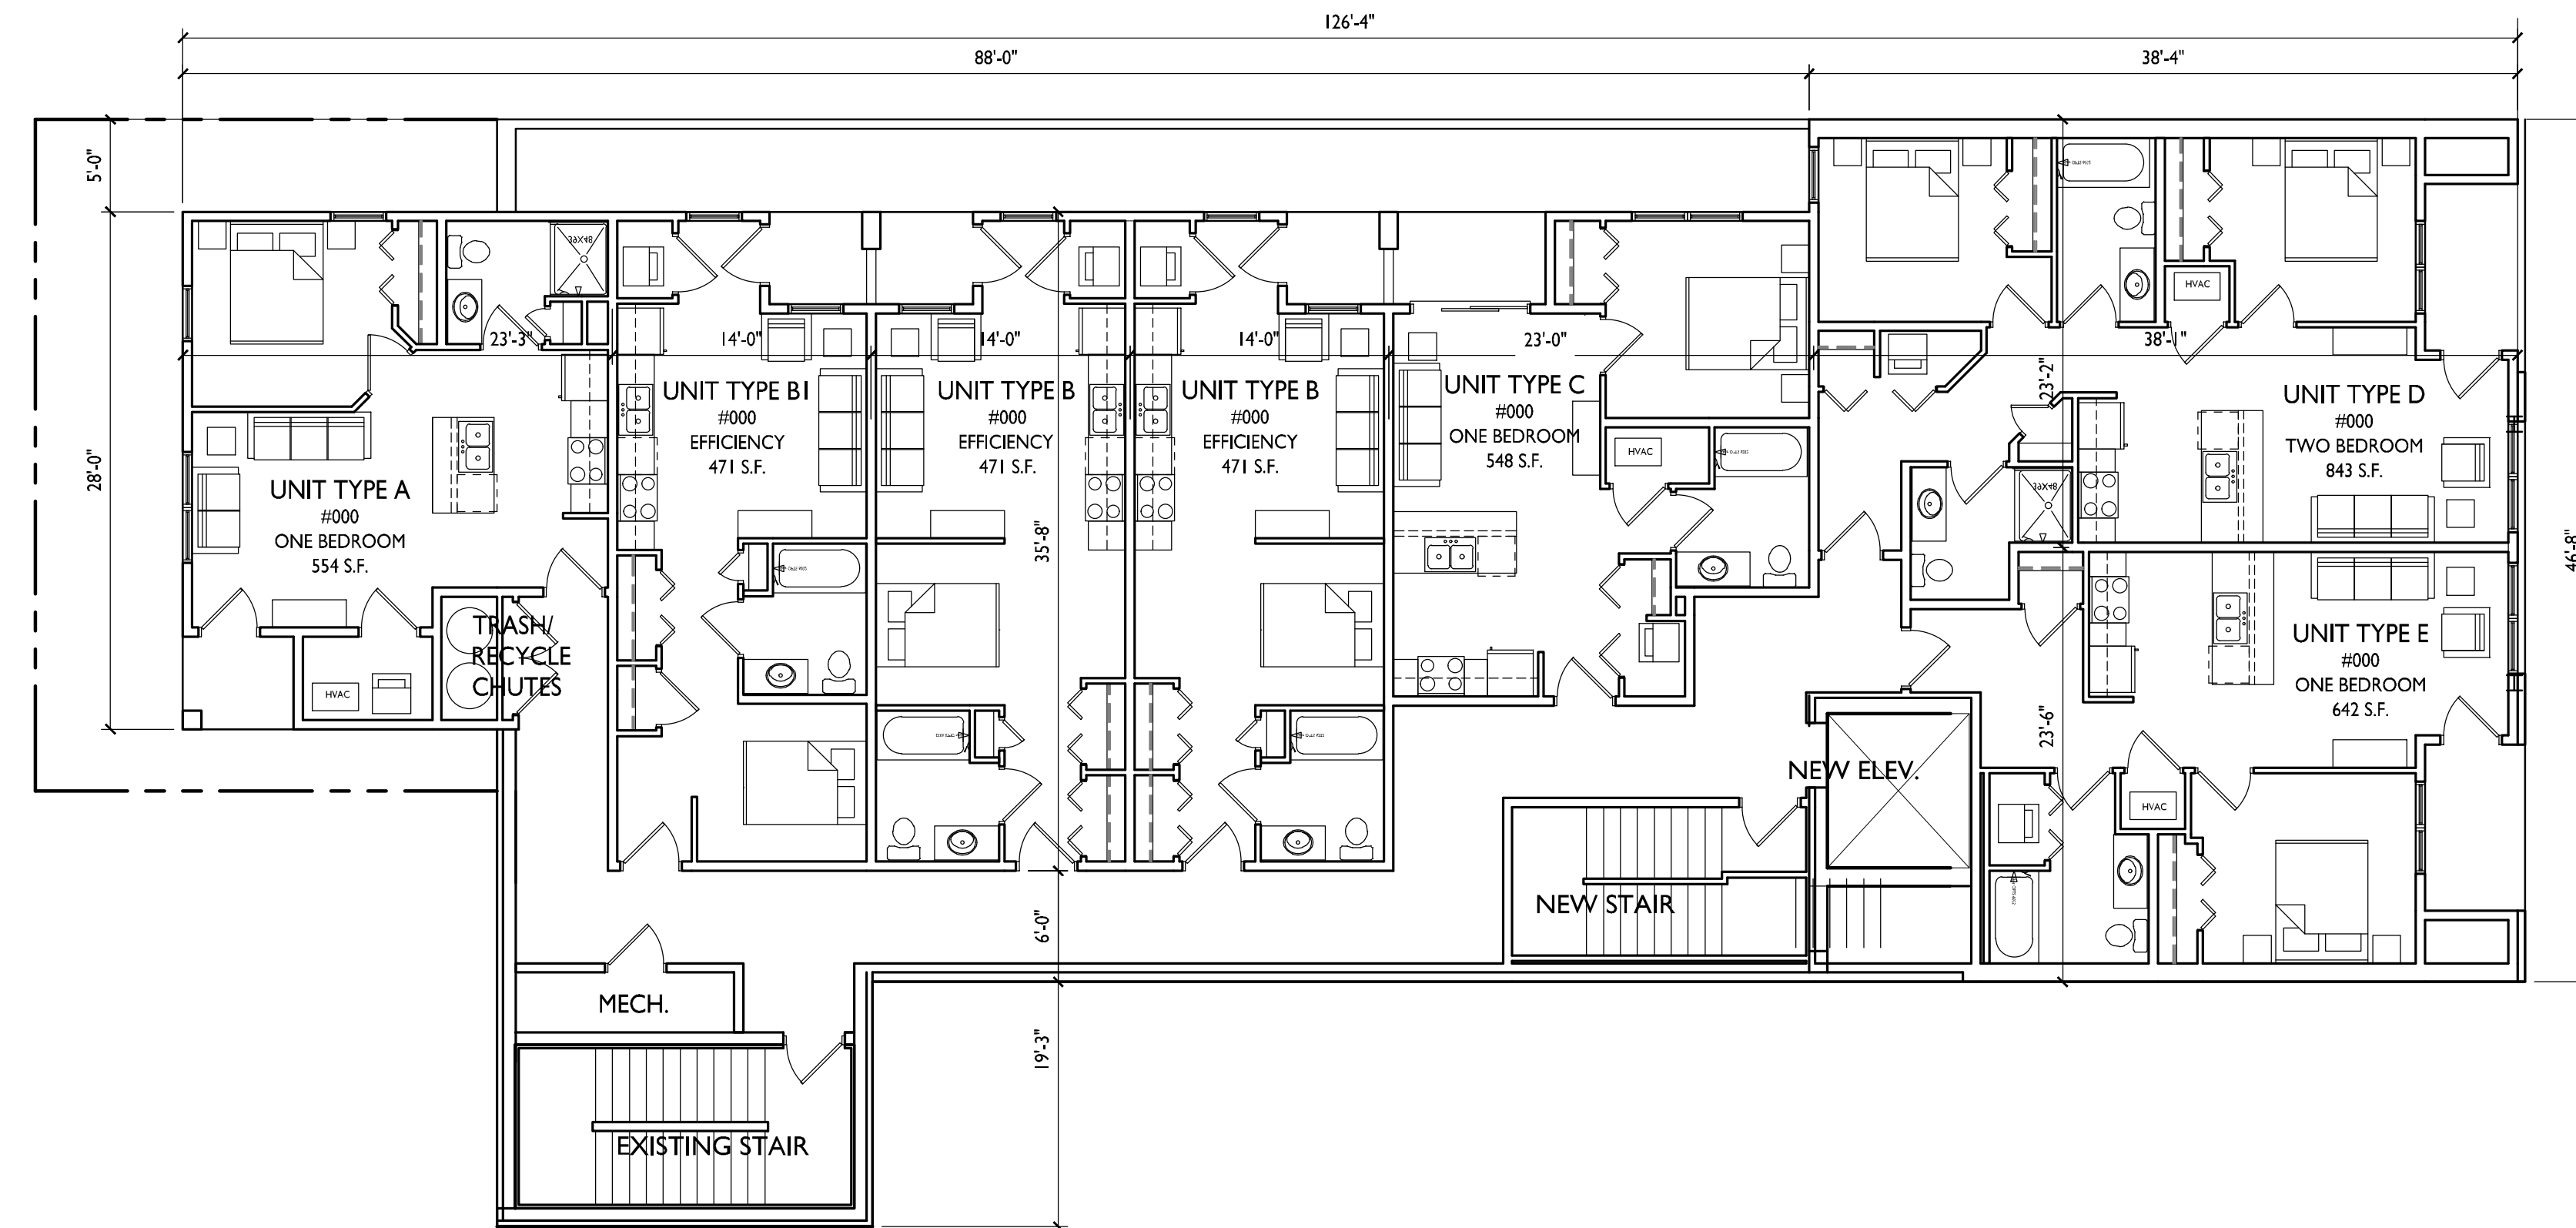 126'-4"
88'-0"
38'-4"
5'-0"
28'-0"
46'-8"
36X48
HVAC
23'-3"
14'-0"
14'-0"
14'-0"
23'-0"
38'-1"
23'-2"
UNIT TYPE A
#000
ONE BEDROOM
554 S.F.
UNIT TYPE B1
#000
EFFICIENCY
471 S.F.
UNIT TYPE B
#000
EFFICIENCY
471 S.F.
UNIT TYPE B
#000
EFFICIENCY
471 S.F.
UNIT TYPE C
#000
ONE BEDROOM
548 S.F.
HVAC
UNIT TYPE D
#000
TWO BEDROOM
843 S.F.
36X48
35'-8"
TRASH/
RECYCLE
CHUTES
HVAC
UNIT TYPE E
#000
ONE BEDROOM
642 S.F.
23'-6"
NEW ELEV.
HVAC
NEW STAIR
6'-0"
MECH.
19'-3"
EXISTING STAIR